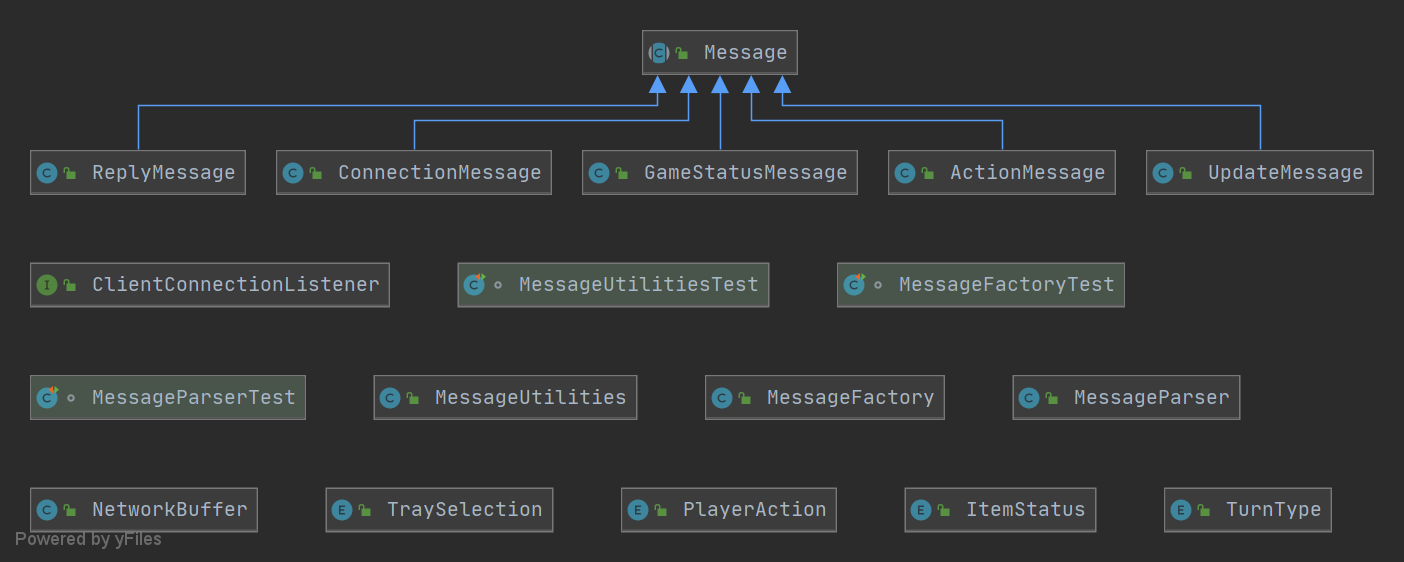 Message
ReplyMessage
ConnectionMessage
GameStatusMessage
ActionMessage
UpdateMessage
ClientConnectionListener
MessageUtilitiesTest
MessageFactoryTest
MessageParserTest
MessageUtilities
MessageFactory
MessageParser
NetworkBuffer
TraySelection
PlayerAction
ItemStatus
TurnType
Powered by yFiles